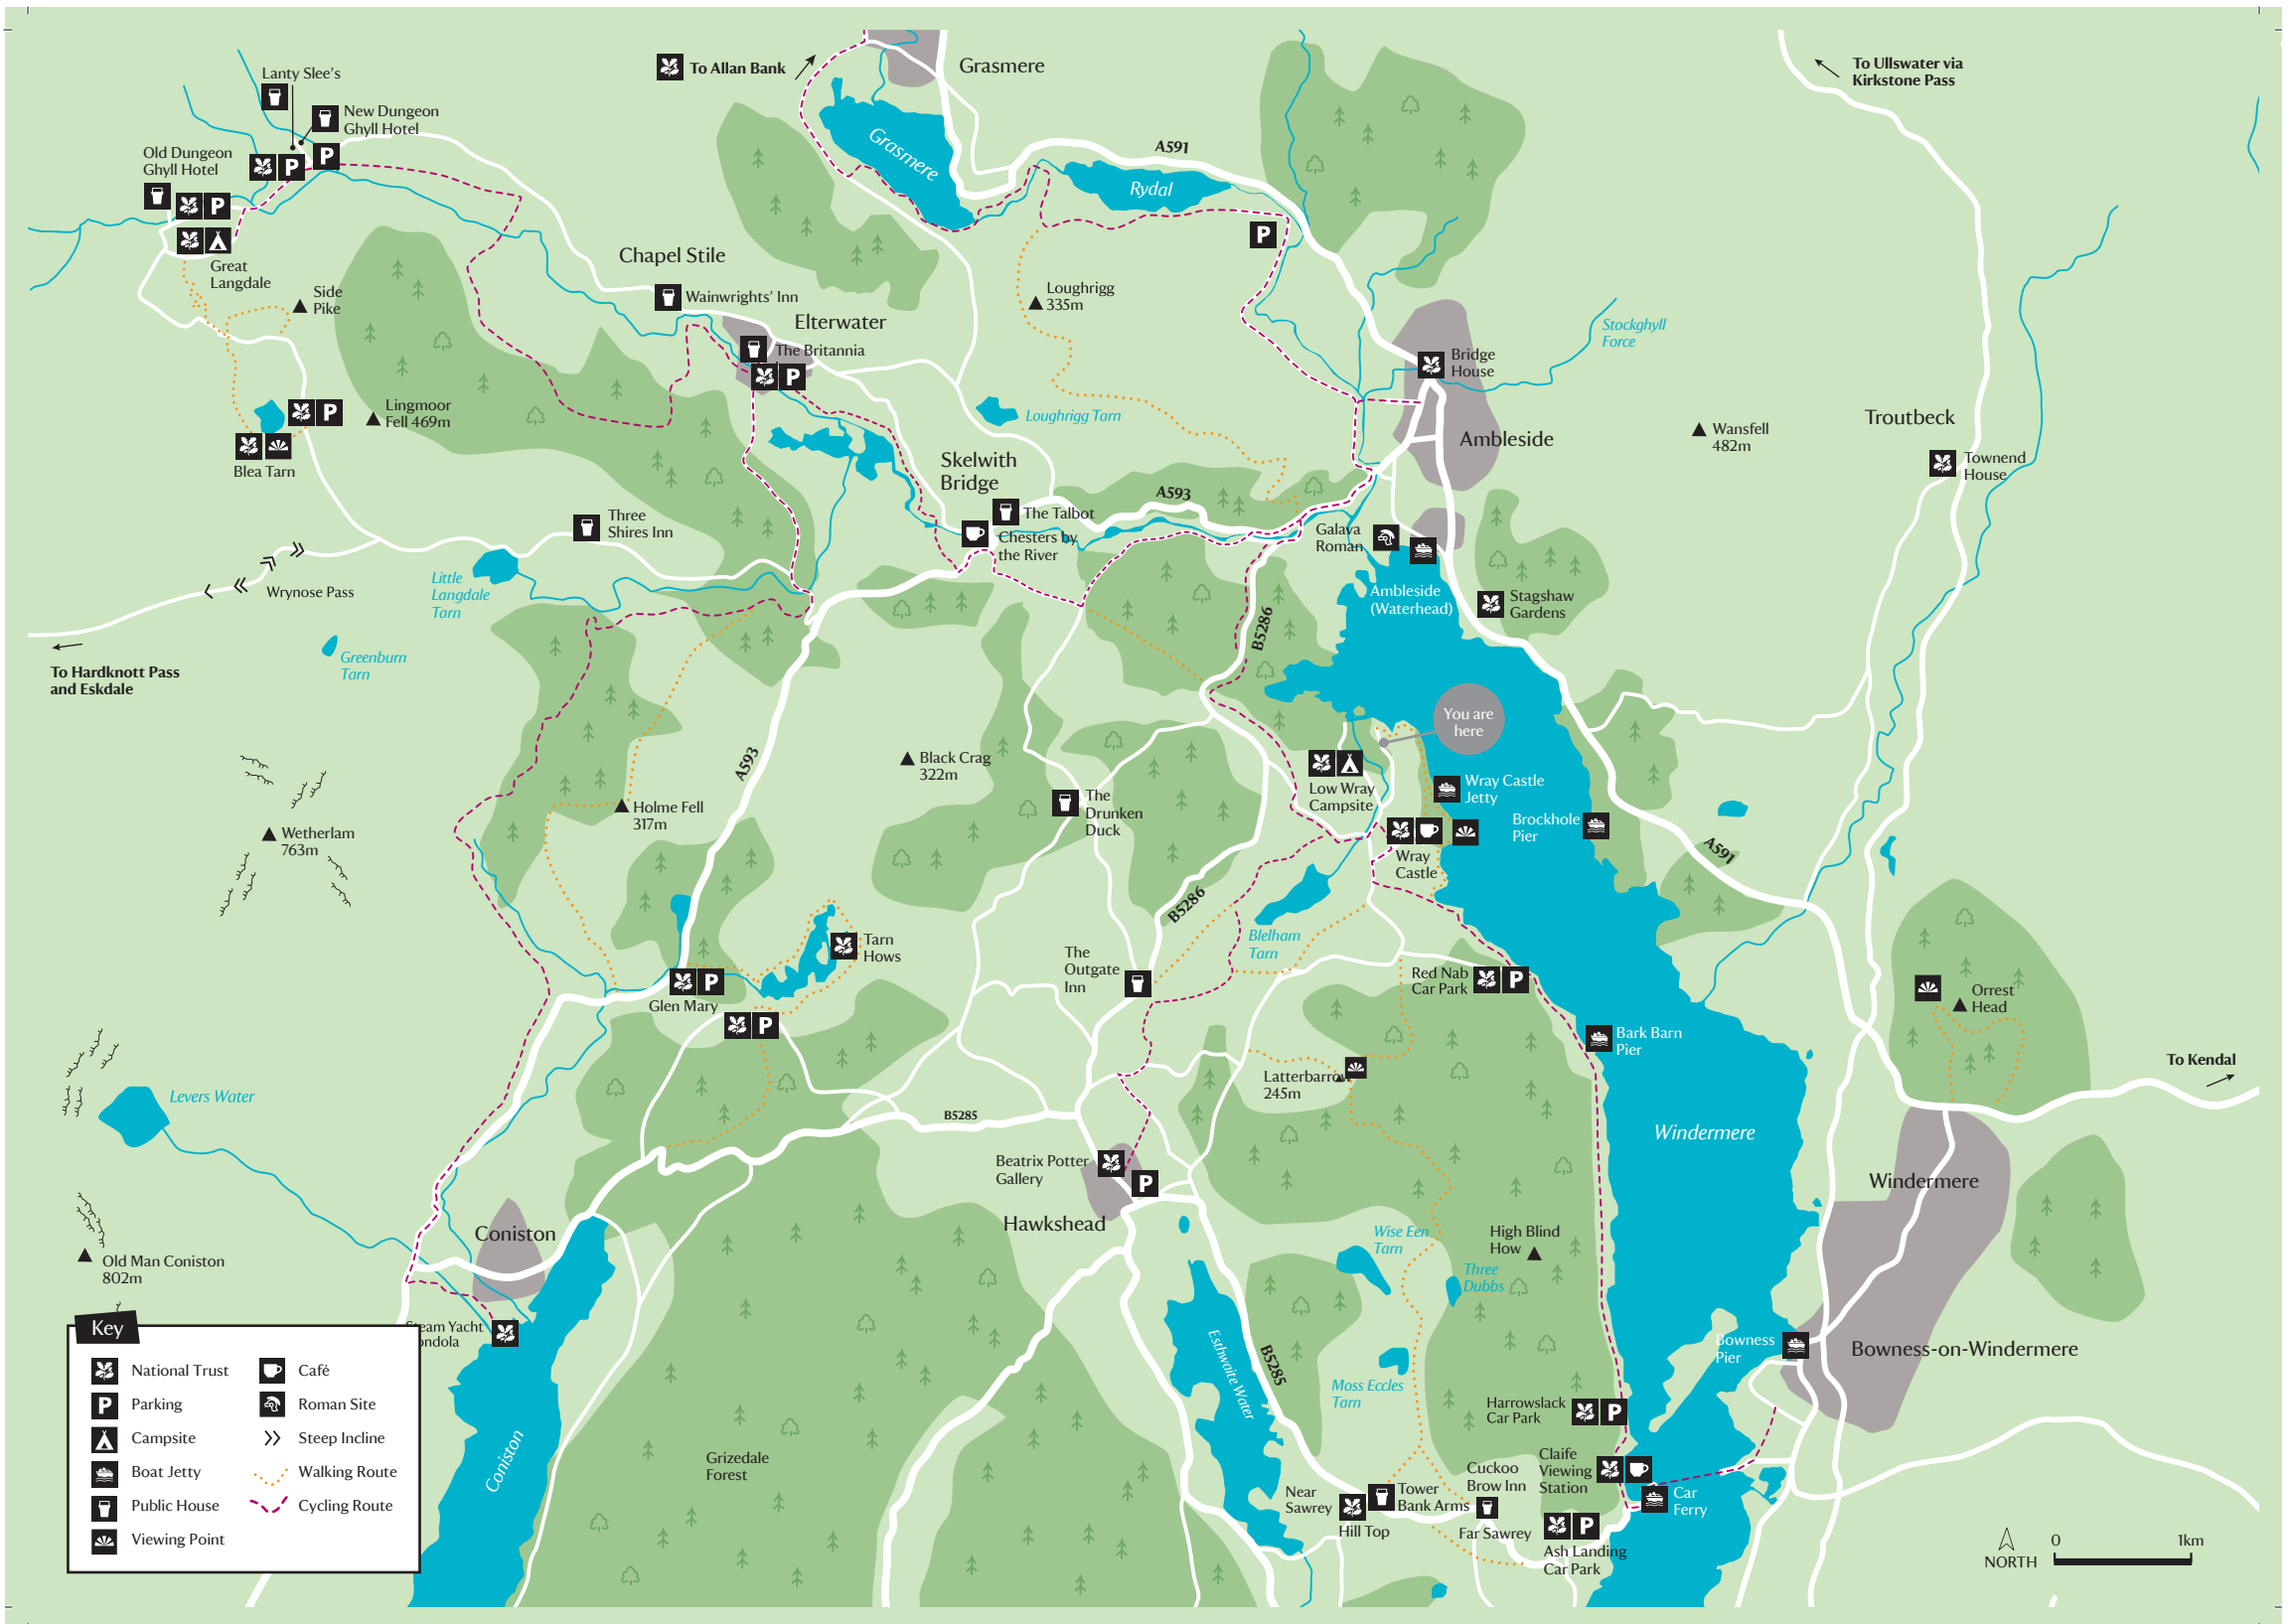 To Allan Bank
Grasmere
To Ullswater via
Kirkstone Pass
Lanty Slee's
New Dungeon
Ghyll Hotel
Old Dungeon
Ghyll Hotel
P
P
P
Great
Langdale
Side
Pike
Grasmere
A591
Rydal
P
Chapel Stile
Wainwrights' Inn
Elterwater
The Britannia
P
Loughrigg
335m
Stockghyll
Force
Bridge
House
Ambleside
Loughrigg Tarn
P
Lingmoor
Fell 469m
Blea Tarn
Wansfell
482m
Troutbeck
Townend
House
Skelwith
Bridge
The Talbot
Chesters by
the River
A593
Galava
Roman
Three
Shires Inn
Wrynose Pass
Little
Langdale
Tarn
Greenburn
Tarn
To Hardknott Pass
and Eskdale
Ambleside
(Waterhead)
Stagshaw
Gardens
B5286
You are
here
A593
Black Crag
322m
The
Drunken
Duck
Low Wray
Campsite
Wray Castle
Jetty
Brockhole
Pier
Wray
Castle
A591
Holme Fell
317m
Wetherlam
763m
B5286
Blelham
Tarn
Tarn
Hows
The
Outgate
Inn
Red Nab
Car Park
P
P
Glen Mary
P
Orrest
Head
Bark Barn
Pier
To Kendal
Latterbarrow
245m
Levers Water
B5285
Windermere
Windermere
Beatrix Potter
Gallery
P
Hawkshead
Coniston
Old Man Coniston
802m
Wise Een
Tarn
High Blind
How
Three
Dubbs
Esthwaite Water
B5285
Moss Eccles
Tarn
Bowness
Pier
Bowness-on-Windermere
Harrowslack
Car Park
P
Claife
Viewing
Station
Car
Ferry
Cuckoo
Brow Inn
Near
Sawrey
Tower
Bank Arms
Hill Top
Far Sawrey
P
Ash Landing
Car Park
Grizedale
Forest
Coniston
Steam Yacht
ondola
Key
National Trust
P Parking
Campsite
Boat Jetty
Public House
Viewing Point
Café
Roman Site
Steep Incline
Walking Route
Cycling Route
NORTH
0 1km